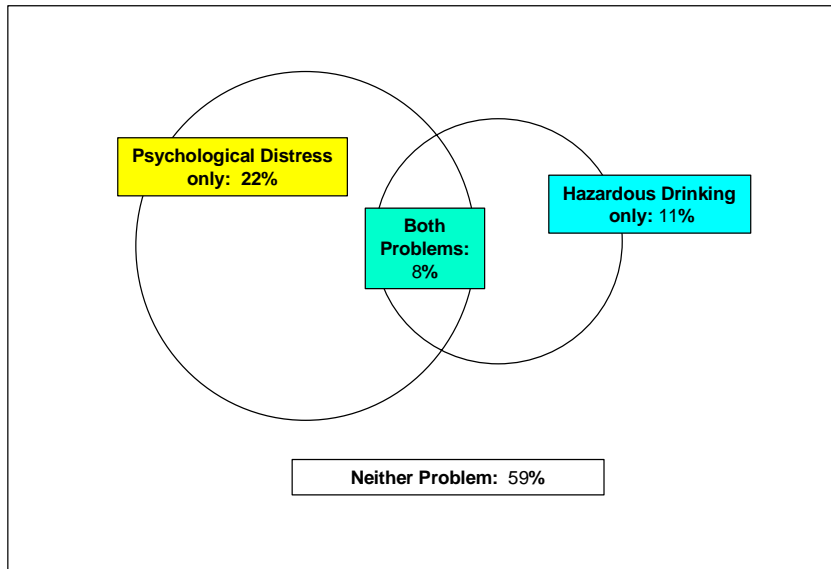 Psychological Distress
only: 22%
Hazardous Drinking
only: 11%
Both
Problems:
8%
Neither Problem: 59%